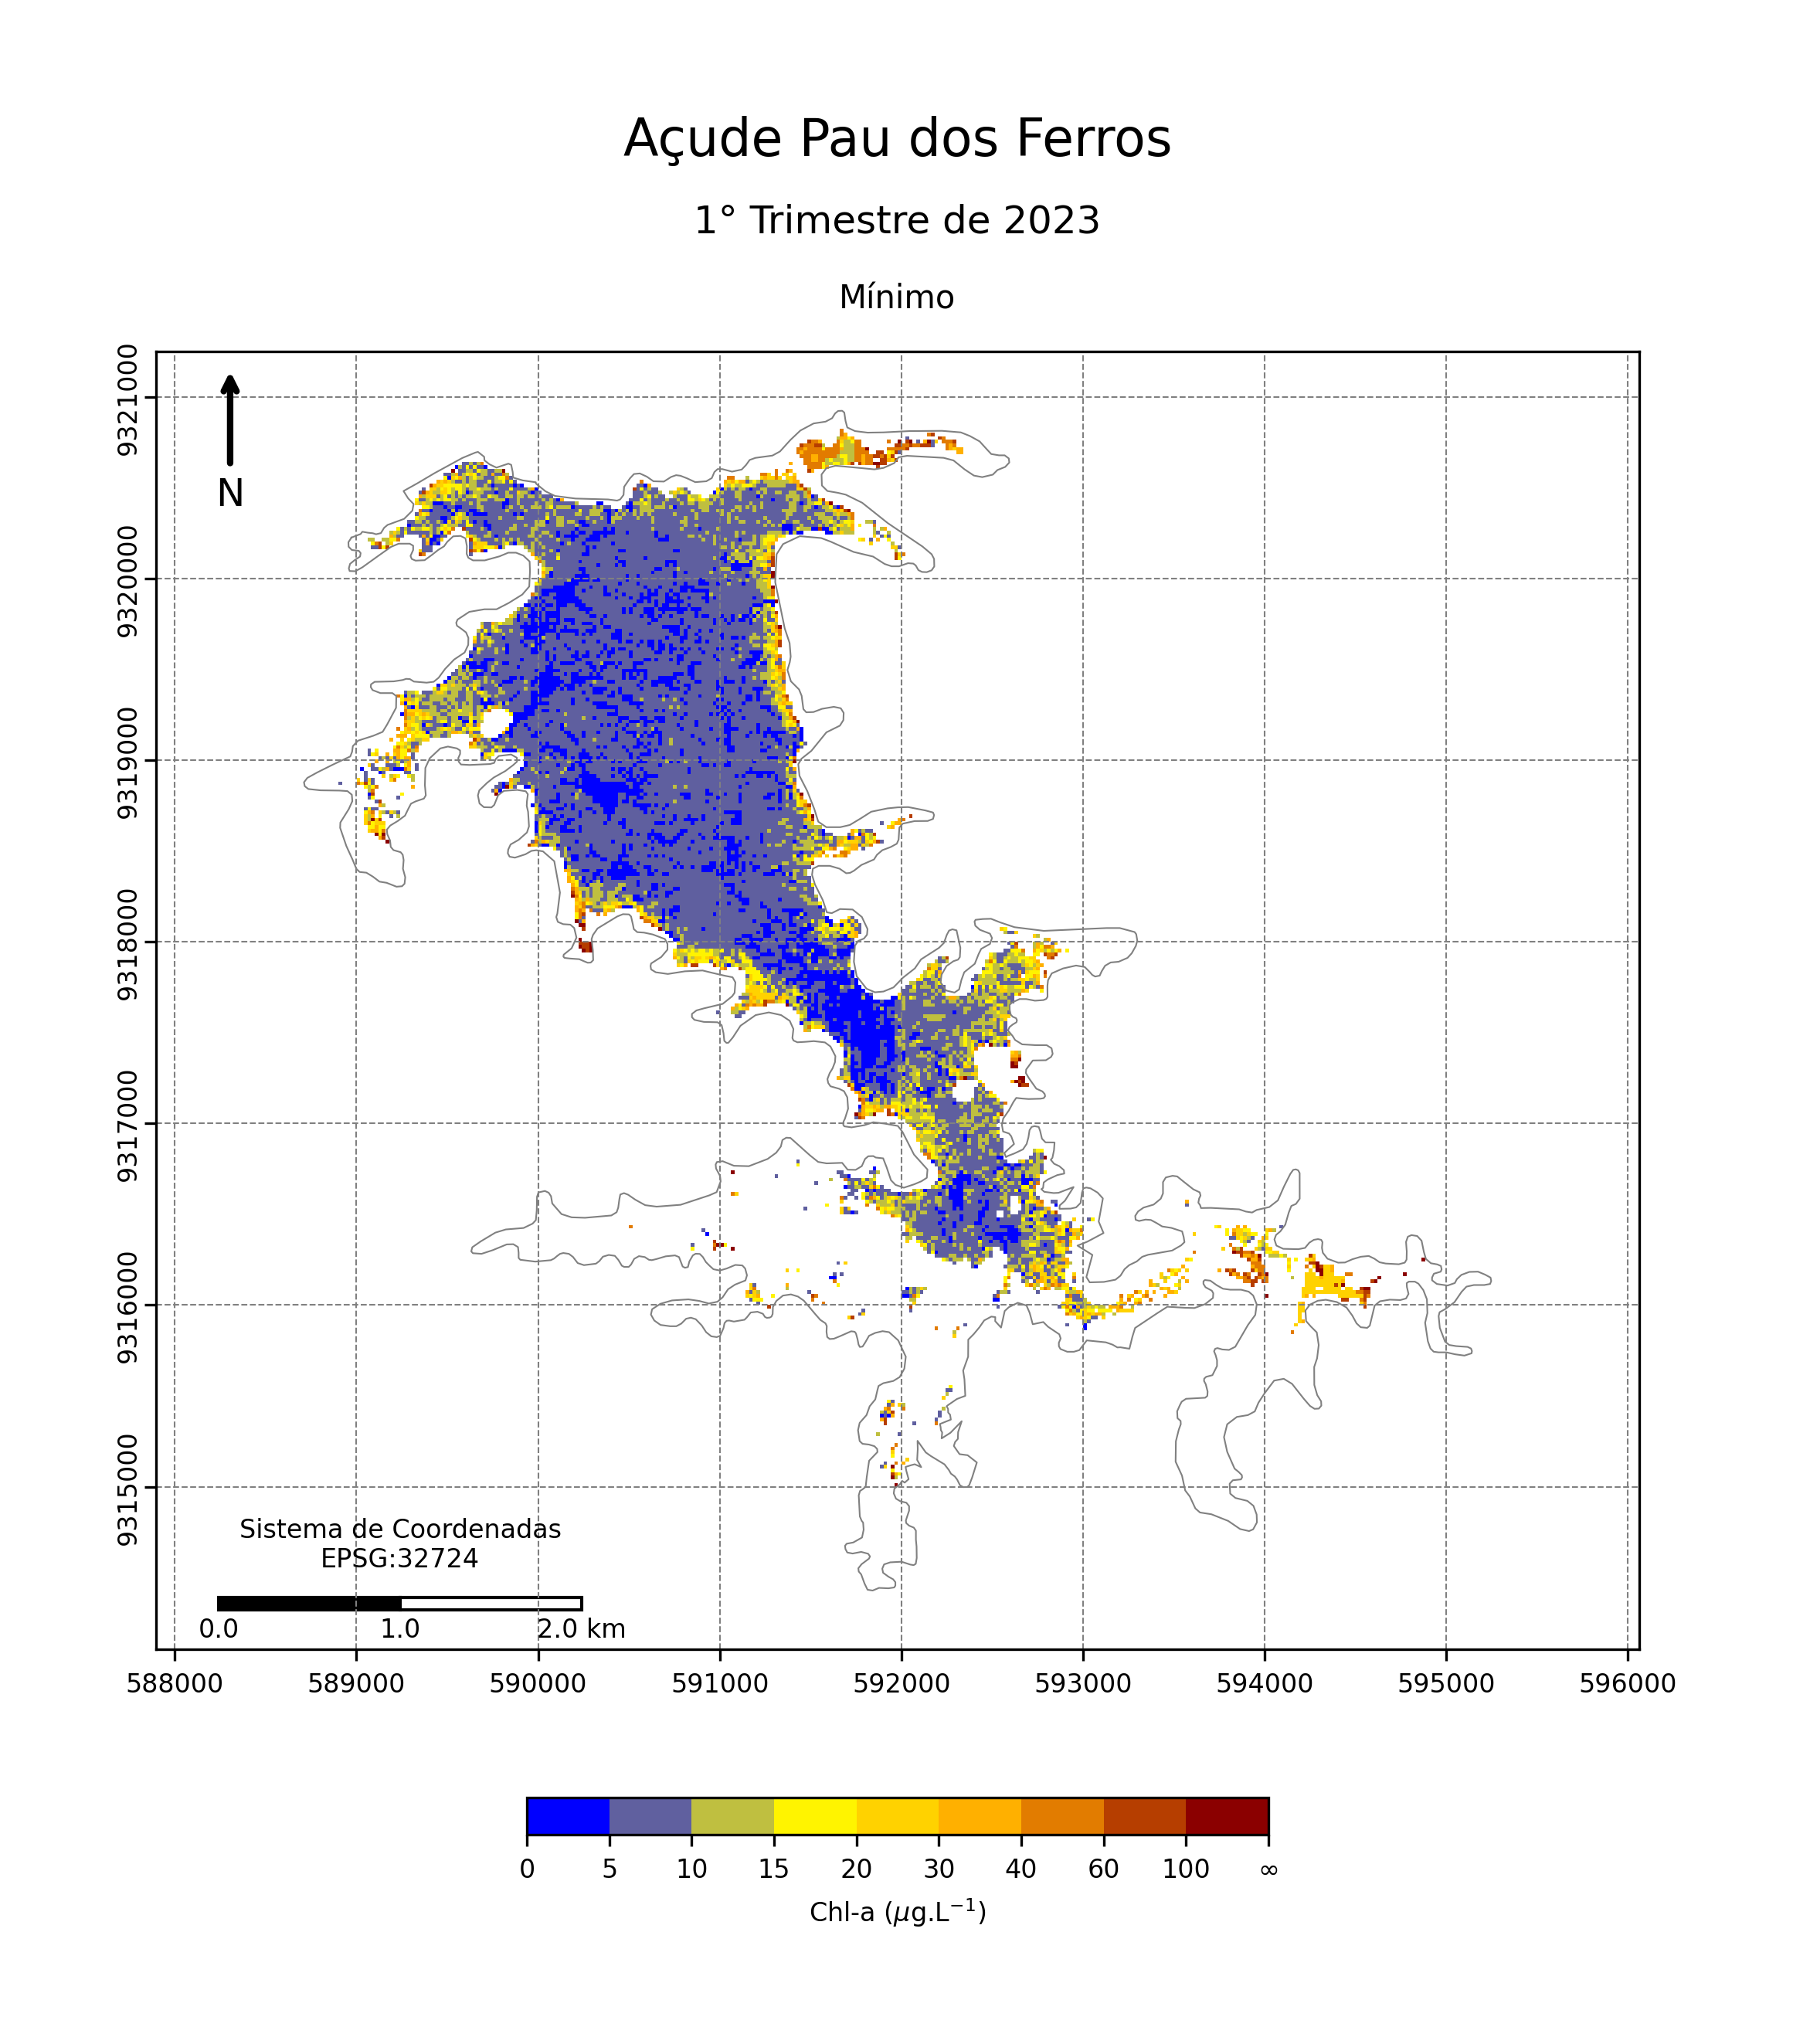 Açude Pau dos Ferros
1° Trimestre de 2023
Mínimo
9321000
9320000
9319000
9318000
9317000
9316000
9315000
N
Sistema de Coordenadas
EPSG:32724
0.0 1.0 2.0 km
588000 589000 590000 591000 592000 593000 594000 595000 596000
0 5 10 15 20 30 40 60 100 ∞
Chl-a (μg.L⁻¹)